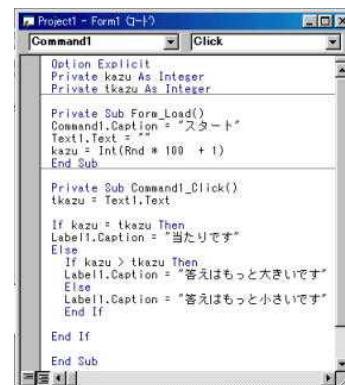 Project1 - Form1 (コード)
Command1 Click
Option Explicit
Private kazu As Integer
Private tkazu As Integer
Private Sub Form_Load()
Command1.Caption = "スタート"
Text1.Text = ""
kazu = Int(Rnd * 100  + 1)
End Sub
Private Sub Command1_Click()
tkazu = Text1.Text
If kazu = tkazu Then
Label1.Caption = "当たりです"
Else
If kazu > tkazu Then
Label1.Caption = "答えはもっと大きいです"
Else
Label1.Caption = "答えはもっと小さいです"
End If
End If
End Sub